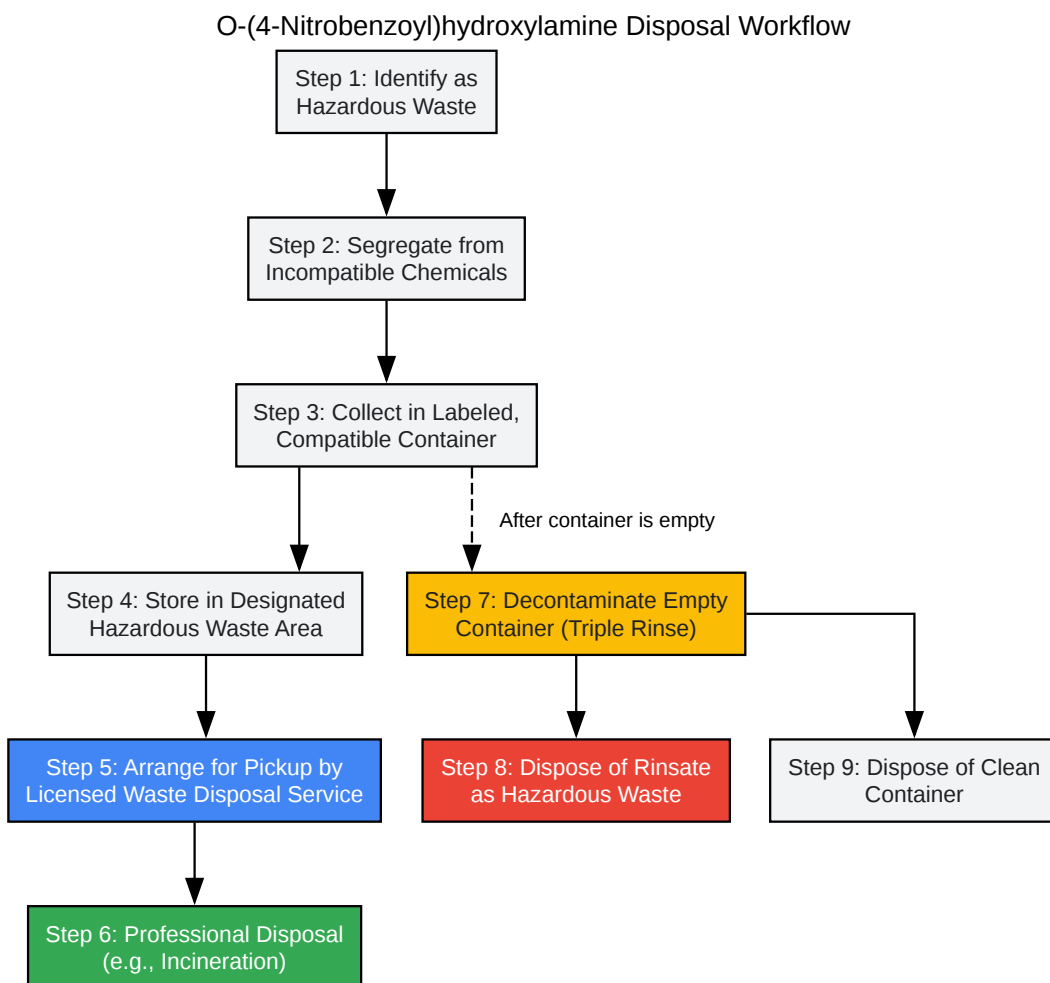 O-(4-Nitrobenzoyl)hydroxylamine Disposal Workflow
Step 1: Identify as
Hazardous Waste
Step 2: Segregate from
Incompatible Chemicals
Step 3: Collect in Labeled,
Compatible Container
After container is empty
Step 4: Store in Designated
Hazardous Waste Area
Step 7: Decontaminate Empty
Container (Triple Rinse)
Step 5: Arrange for Pickup by
Licensed Waste Disposal Service
Step 8: Dispose of Rinsate
as Hazardous Waste
Step 9: Dispose of Clean
Container
Step 6: Professional Disposal
(e.g., Incineration)